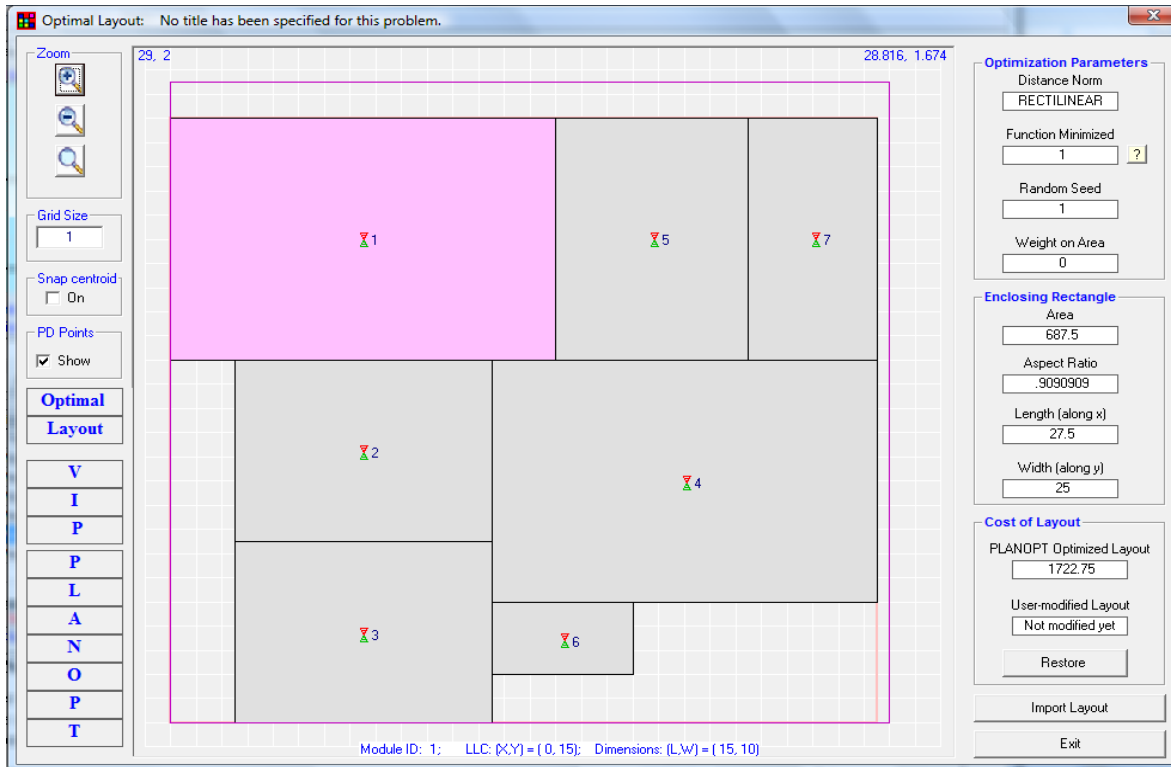 Optimal Layout: No title has been specified for this problem.
Zoom
Grid Size
1
Snap centroid
On
PD Points
Show
Optimal
Layout
V
I
P
P
L
A
N
O
P
T
29, 2
28.816, 1.674
1
5
7
2
4
3
6
Module ID: 1; LLC: (X,Y) = ( 0, 15); Dimensions: (L,W) = ( 15, 10)
Optimization Parameters
Distance Norm
RECTILINEAR
Function Minimized
1
?
Random Seed
1
Weight on Area
0
Enclosing Rectangle
Area
687.5
Aspect Ratio
.9090909
Length (along x)
27.5
Width (along y)
25
Cost of Layout
PLANOPT Optimized Layout
1722.75
User-modified Layout
Not modified yet
Restore
Import Layout
Exit